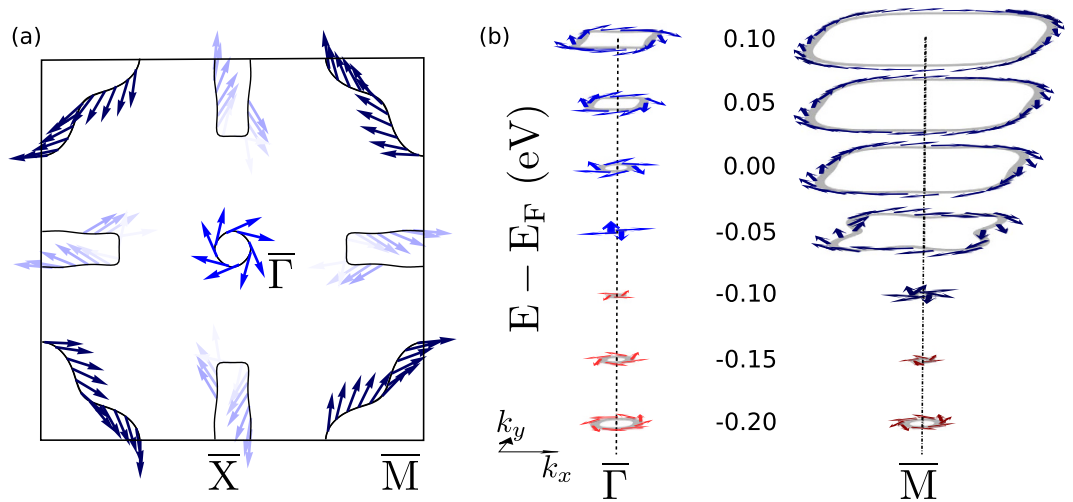 (a)
Γ̅
X̅
M̅
(b)
E − E_F (eV)
0.10
0.05
0.00
-0.05
-0.10
-0.15
-0.20
k_y
k_x
Γ̅
M̅